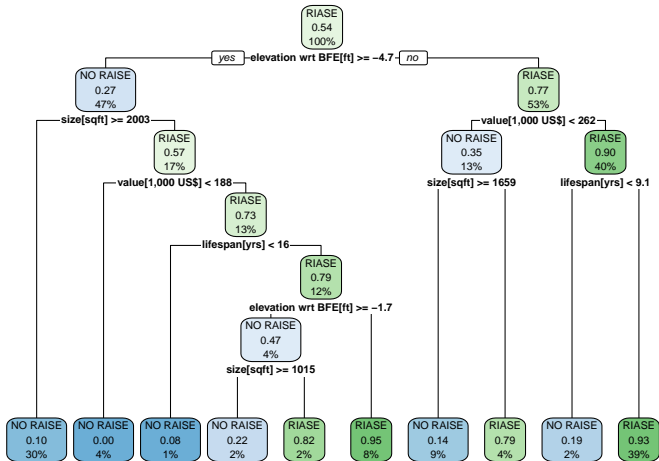 RIASE
0.54
100%
yes elevation wrt BFE[ft] >= −4.7 no
NO RAISE
0.27
47%
RIASE
0.77
53%
size[sqft] >= 2003
value[1,000 US$] < 262
RIASE
0.57
17%
NO RAISE
0.35
13%
RIASE
0.90
40%
value[1,000 US$] < 188
size[sqft] >= 1659
lifespan[yrs] < 9.1
RIASE
0.73
13%
lifespan[yrs] < 16
RIASE
0.79
12%
elevation wrt BFE[ft] >= −1.7
NO RAISE
0.47
4%
size[sqft] >= 1015
NO RAISE
0.10
30%
NO RAISE
0.00
4%
NO RAISE
0.08
1%
NO RAISE
0.22
2%
RIASE
0.82
2%
RIASE
0.95
8%
NO RAISE
0.14
9%
RIASE
0.79
4%
NO RAISE
0.19
2%
RIASE
0.93
39%